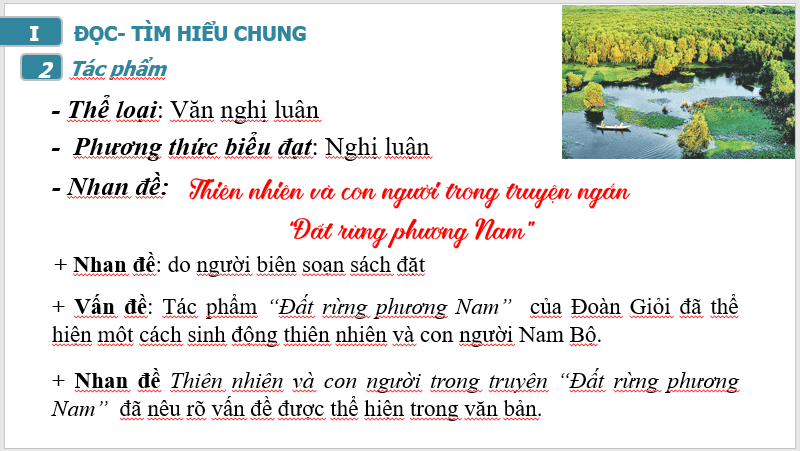 I
ĐỌC- TÌM HIỂU CHUNG
2
Tác phẩm
- Thể loại: Văn nghị luận
- Phương thức biểu đạt: Nghị luận
- Nhan đề: Thiên nhiên và con người trong truyện ngắn
“Đất rừng phương Nam”
+ Nhan đề: do người biên soạn sách đặt
+ Vấn đề: Tác phẩm “Đất rừng phương Nam” của Đoàn Giỏi đã thể
hiện một cách sinh động thiên nhiên và con người Nam Bộ.
+ Nhan đề Thiên nhiên và con người trong truyện “Đất rừng phương
Nam” đã nêu rõ vấn đề được thể hiện trong văn bản.